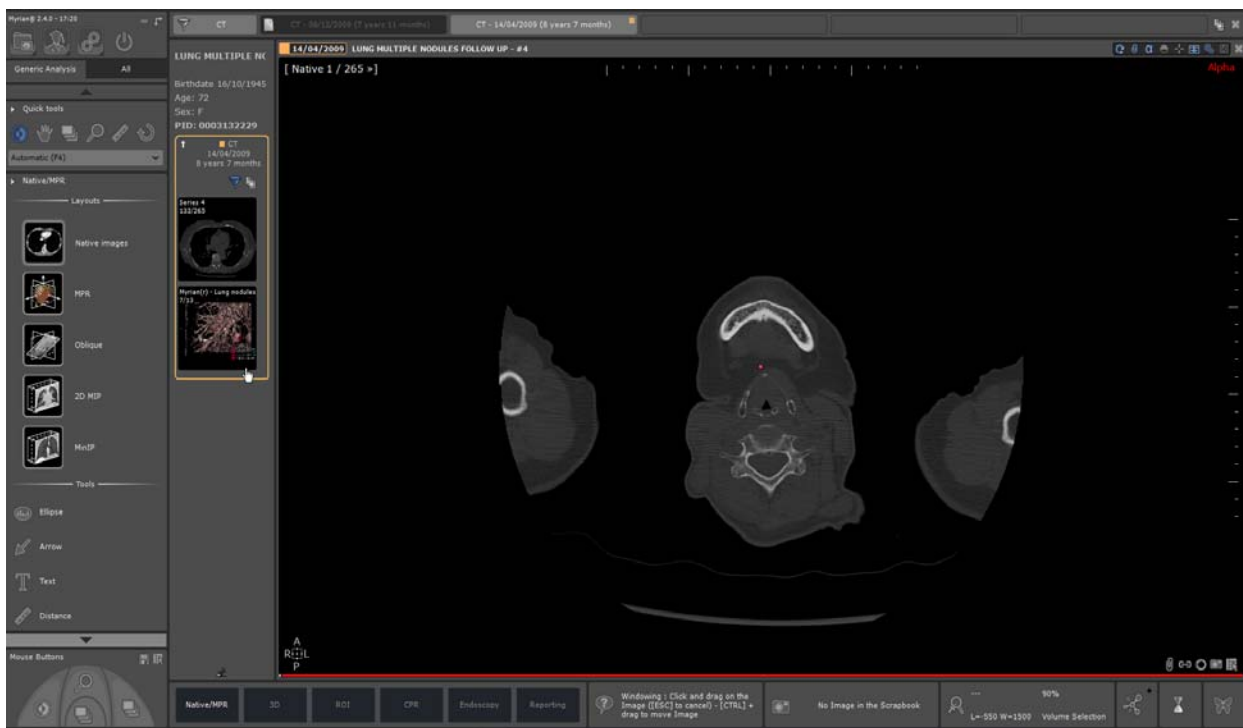 Myrian® 2.4.0 - 17:20
Generic Analysis
All
Quick tools
Automatic (F4)
Native/MPR
Layouts
Native images
MPR
Oblique
2D MIP
MinIP
Tools
Ellipse
Arrow
Text
Distance
Mouse Buttons
CT
CT - 14/04/2009 (8 years 7 months)
LUNG MULTIPLE NO
Birthdate 16/10/1945
Age: 72
Sex: F
PID: 0003132229
CT
14/04/2009
8 years 7 months
Series 4
132/265
Myrian(r) - Lung nodules
7/13
14/04/2009 LUNG MULTIPLE NODULES FOLLOW UP - #4
[ Native 1 / 265 »]
Alpha
A
R L
P
Native/MPR
3D
ROI
CPR
Endoscopy
Reporting
Windowing : Click and drag on the
Image ([ESC] to cancel) - [CTRL] +
drag to move Image
No Image in the Scrapbook
---
L=-550 W=1500
90%
Volume Selection